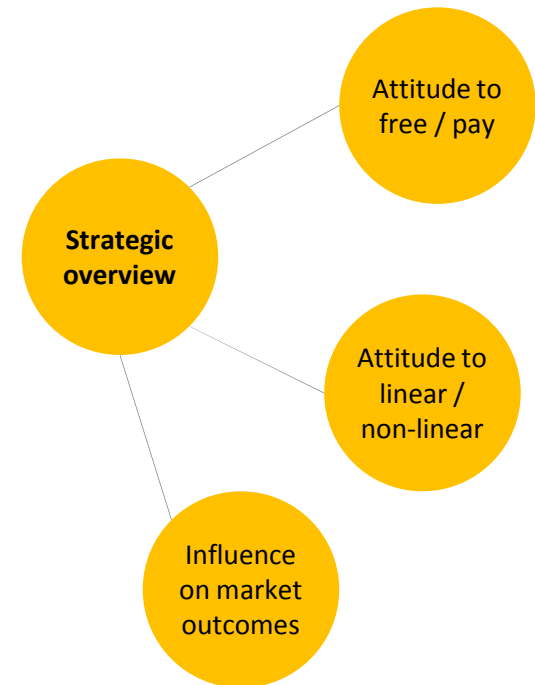 Attitude to
free / pay
Strategic
overview
Attitude to
linear /
non-linear
Influence
on market
outcomes